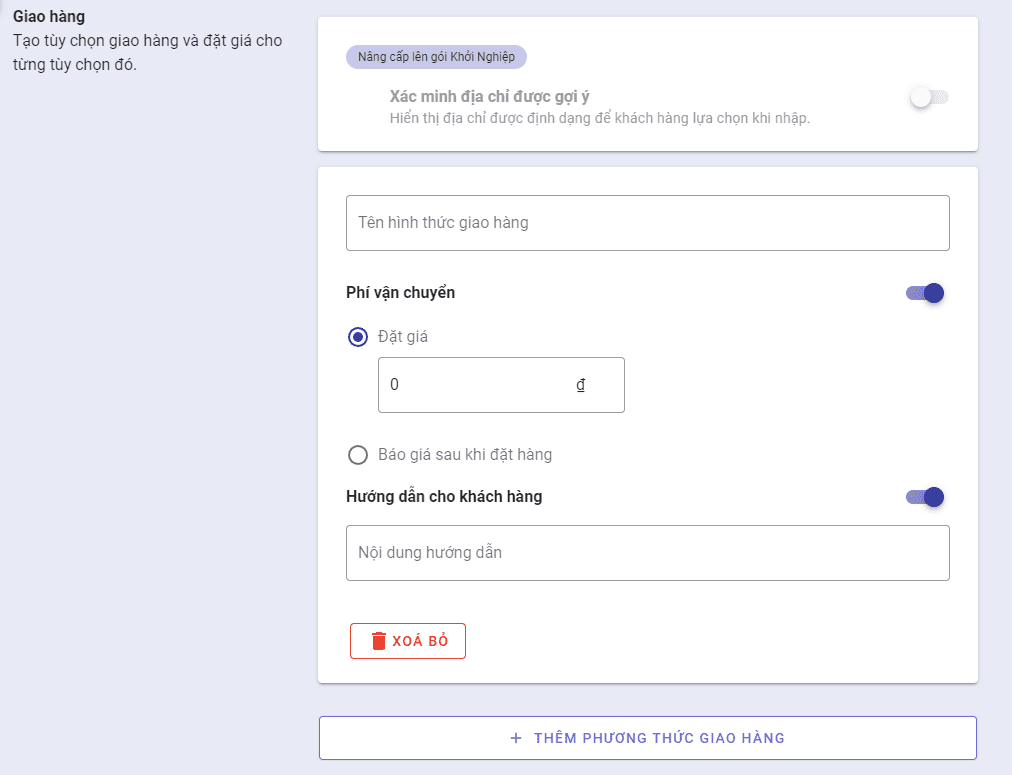 Giao hàng
Tạo tùy chọn giao hàng và đặt giá cho
từng tùy chọn đó.
Nâng cấp lên gói Khởi Nghiệp
Xác minh địa chỉ được gợi ý
Hiển thị địa chỉ được định dạng để khách hàng lựa chọn khi nhập.
Tên hình thức giao hàng
Phí vận chuyển
Đặt giá
0 ₫
Báo giá sau khi đặt hàng
Hướng dẫn cho khách hàng
Nội dung hướng dẫn
XOÁ BỎ
+ THÊM PHƯƠNG THỨC GIAO HÀNG